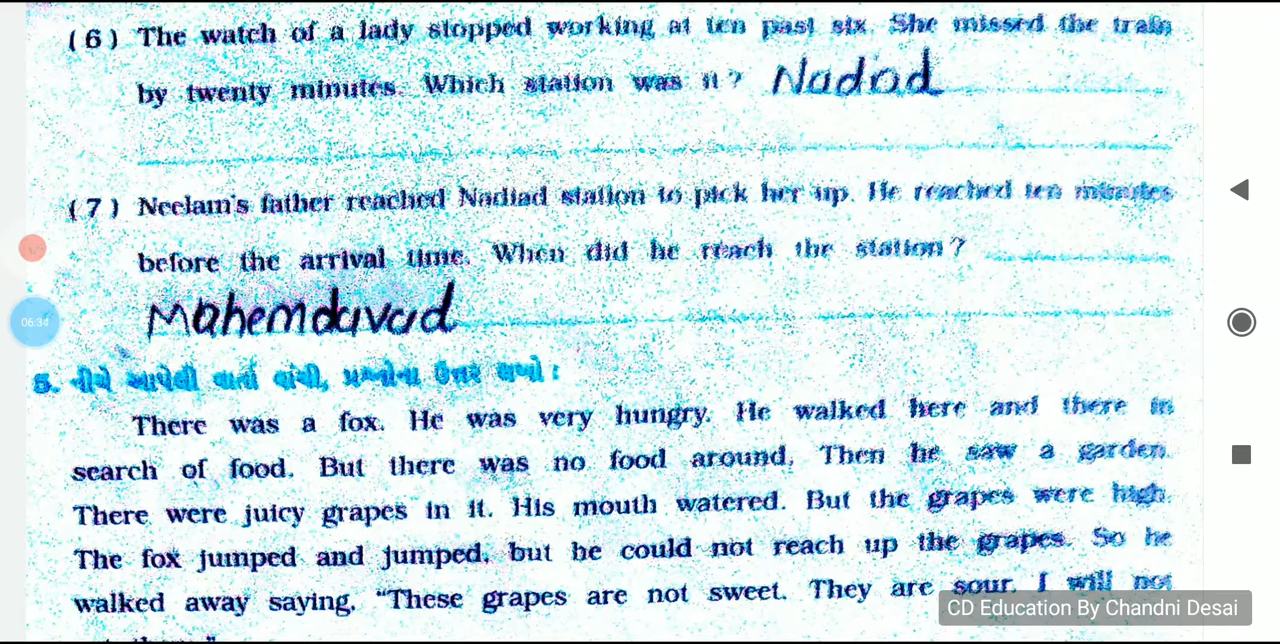 (6) The watch of a lady stopped working at ten past six. She missed the train
by twenty minutes. Which station was it? Nadad
(7) Neelam's father reached Nadiad station to pick her up. He reached ten minutes
before the arrival time. When did he reach the station?
06:34
Mahemdavad
5. નીચે આપેલી વાર્તા વાંચી, પ્રશ્નોના ઉત્તર લખો :
There was a fox. He was very hungry. He walked here and there in
search of food. But there was no food around. Then he saw a garden.
There were juicy grapes in it. His mouth watered. But the grapes were high.
The fox jumped and jumped, but he could not reach up the grapes. So he
walked away saying, “These grapes are not sweet. They are sour. I will not
CD Education By Chandni Desai